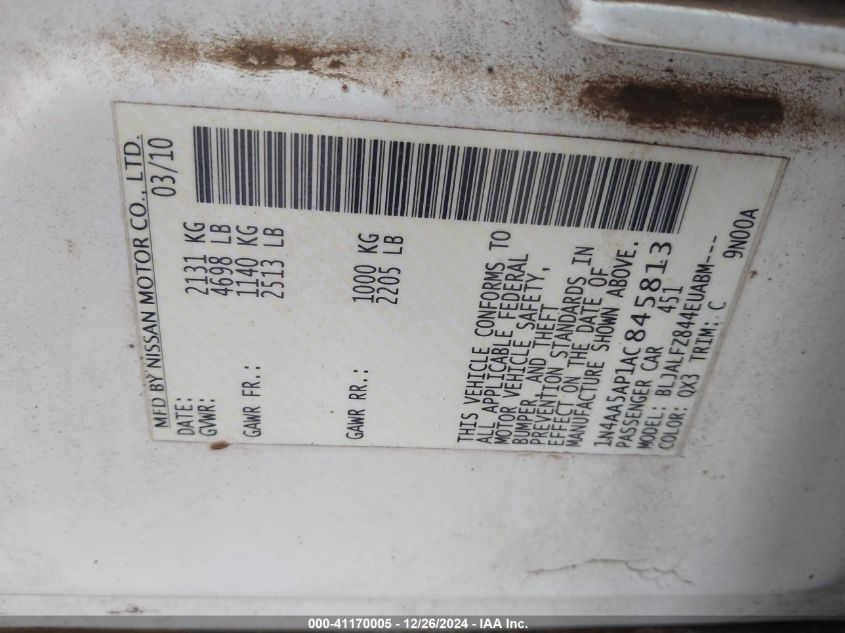 MFD BY NISSAN MOTOR CO., LTD.
DATE: 03/10
GVWR: 2131 KG
4698 LB
GAWR FR.: 1140 KG
2513 LB
GAWR RR.: 1000 KG
2205 LB
THIS VEHICLE CONFORMS TO
ALL APPLICABLE FEDERAL
MOTOR VEHICLE SAFETY,
BUMPER, AND THEFT
PREVENTION STANDARDS IN
EFFECT ON THE DATE OF
MANUFACTURE SHOWN ABOVE.
1N4AA5AP1AC845813
PASSENGER CAR 451
MODEL: BLJALFZ844EUABM---
COLOR: QX3 TRIM: C 9N00A
000-41170005 - 12/26/2024 - IAA Inc.